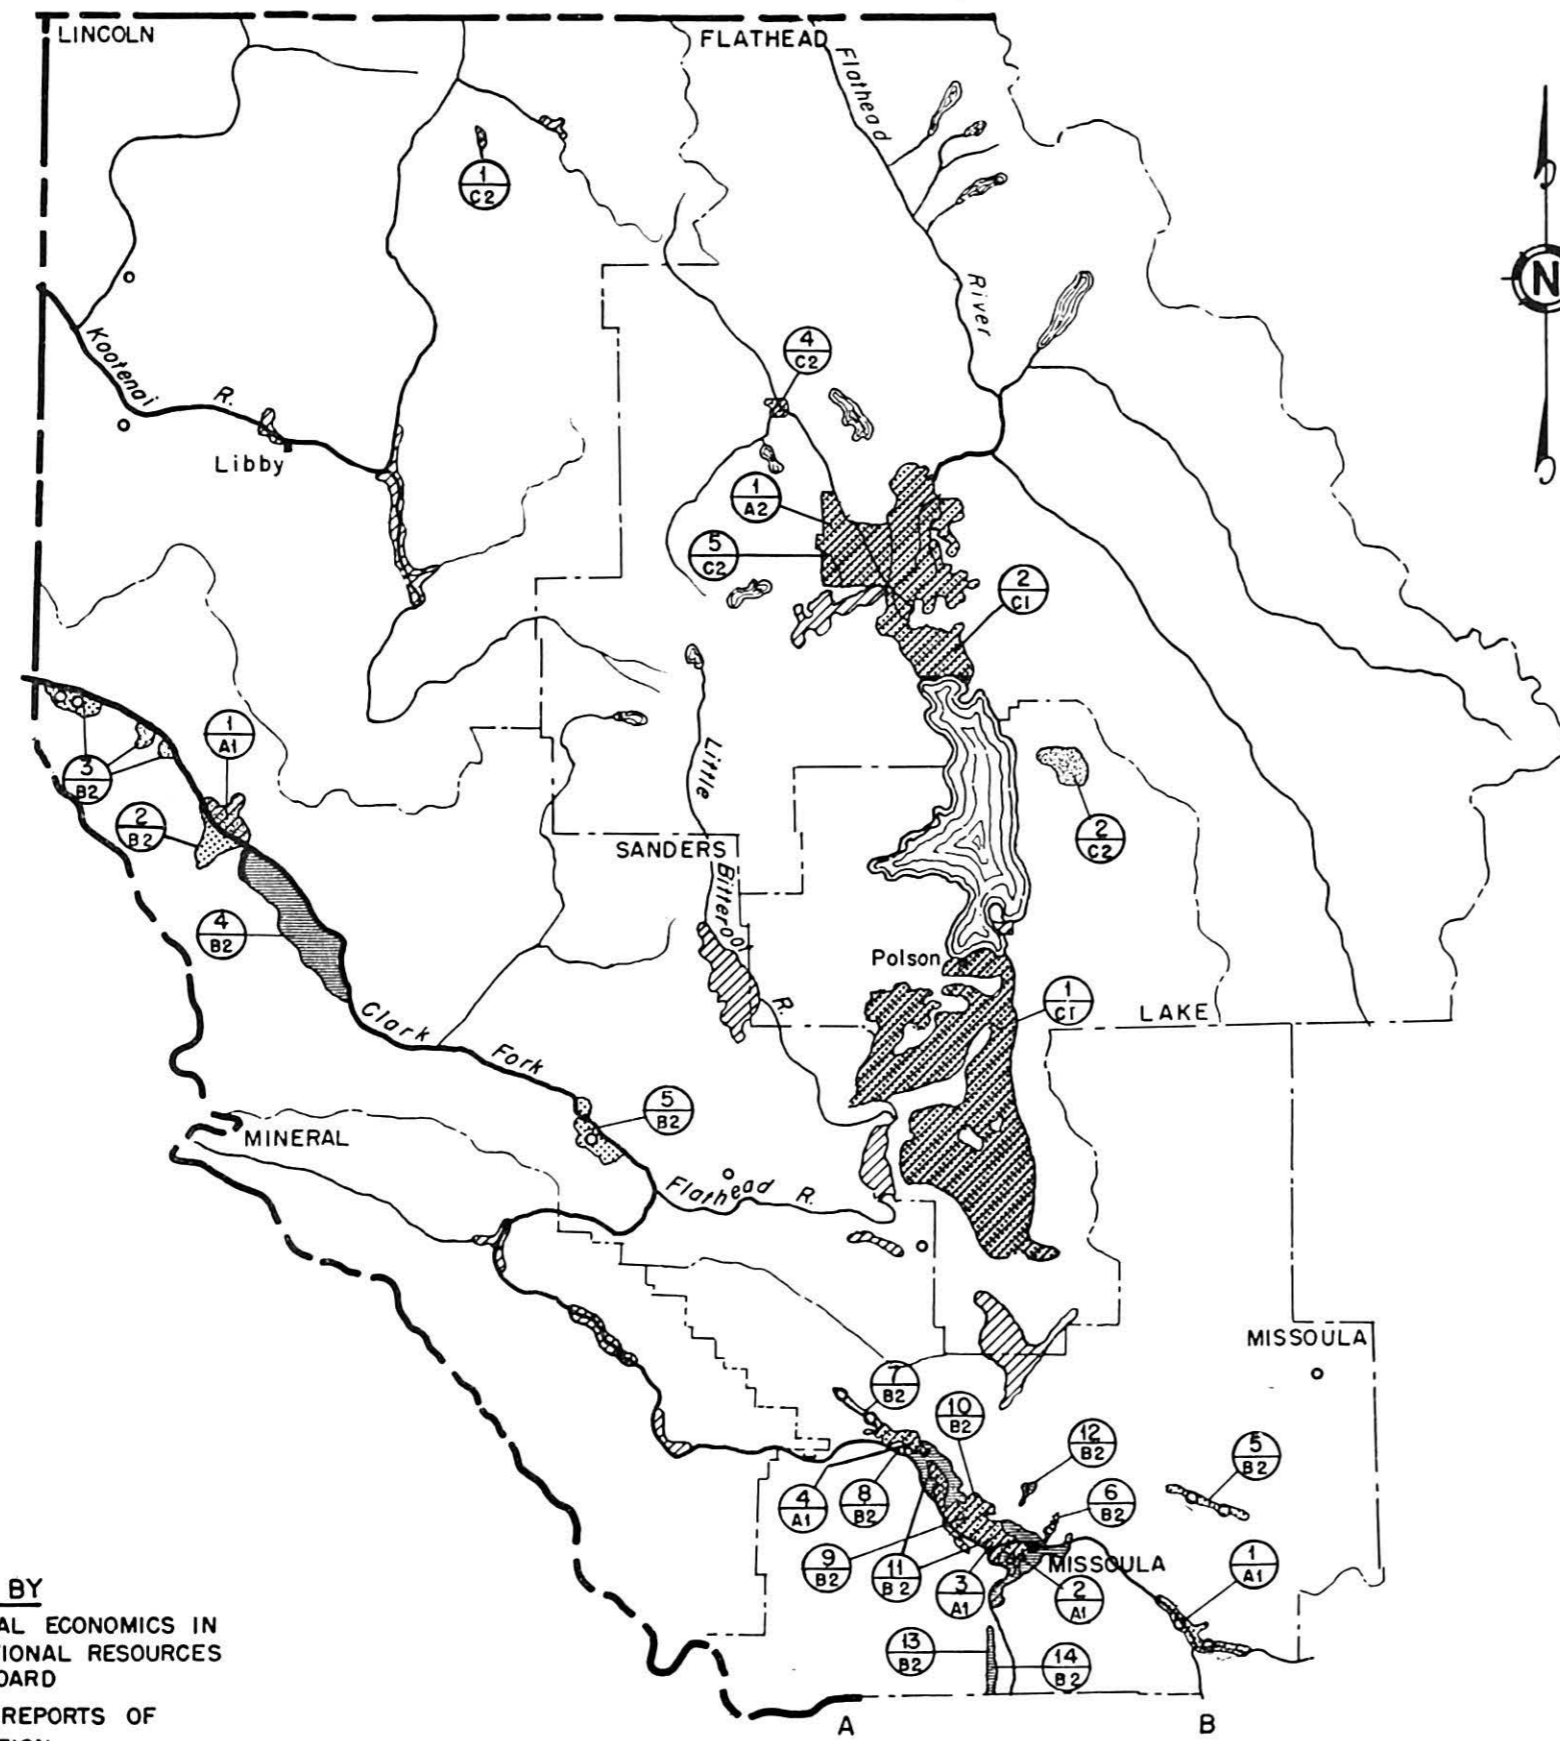 LINCOLN
FLATHEAD
Flathead
River
N
1
C2
Kootenai
R.
Libby
4
C2
1
A2
5
C2
2
C1
1
A1
3
B2
2
B2
4
B2
Little
Bitteroot
R.
SANDERS
2
C2
Polson
1
C1
LAKE
Clark
Fork
5
B2
MINERAL
Flathead R.
MISSOULA
7
B2
10
B2
12
B2
5
B2
4
A1
8
B2
6
B2
9
B2
11
B2
3
A1
MISSOULA
2
A1
1
A1
13
B2
14
B2
A
B
BY
AL ECONOMICS IN
TIONAL RESOURCES
OARD
REPORTS OF